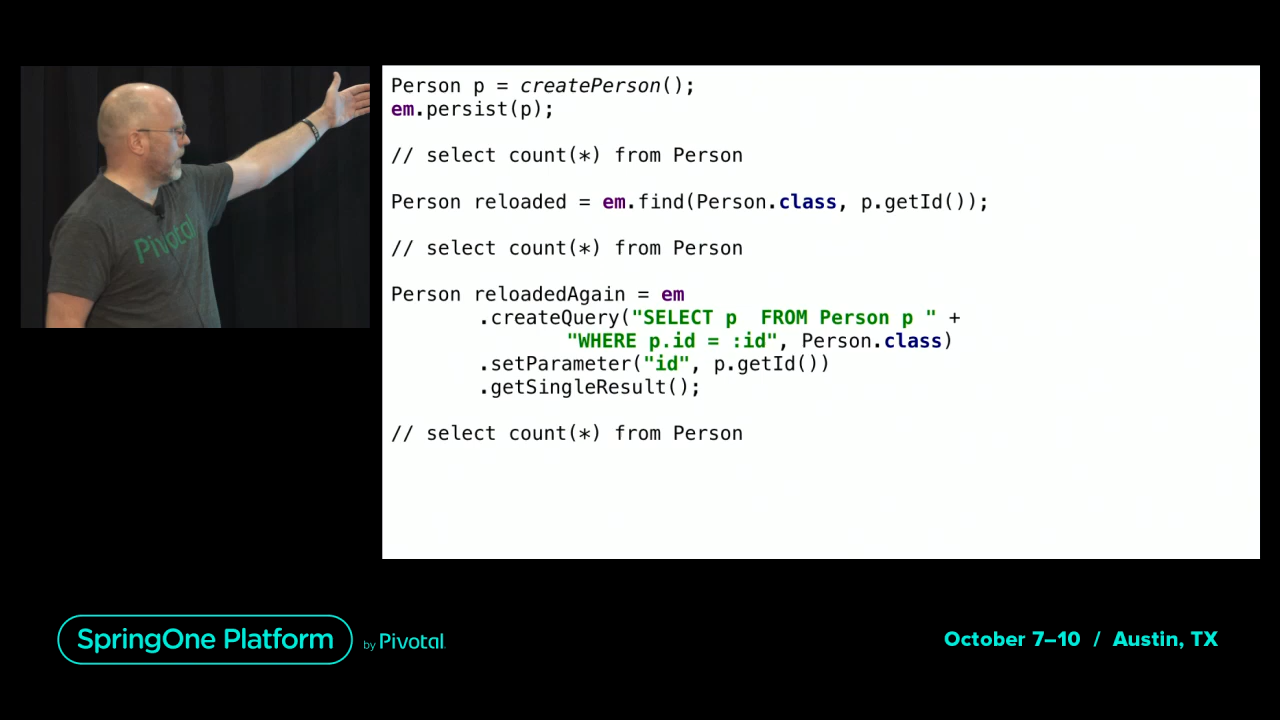 Pivotal
Person p = createPerson();
em.persist(p);
// select count(*) from Person
Person reloaded = em.find(Person.class, p.getId());
// select count(*) from Person
Person reloadedAgain = em
.createQuery("SELECT p  FROM Person p " +
"WHERE p.id = :id", Person.class)
.setParameter("id", p.getId())
.getSingleResult();
// select count(*) from Person
SpringOne Platform by Pivotal
October 7–10 / Austin, TX